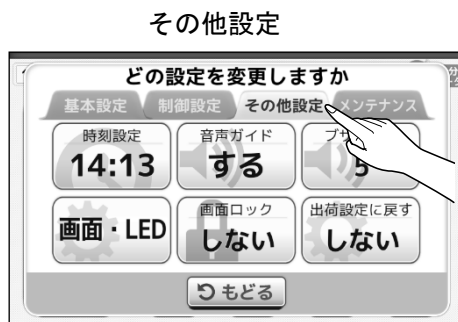 その他設定
どの設定を変更しますか
基本設定 制御設定 その他設定 メンテナンス
時刻設定 音声ガイド
14:13 する 5
画面・LED
画面ロック 出荷設定に戻す
しない しない
もどる